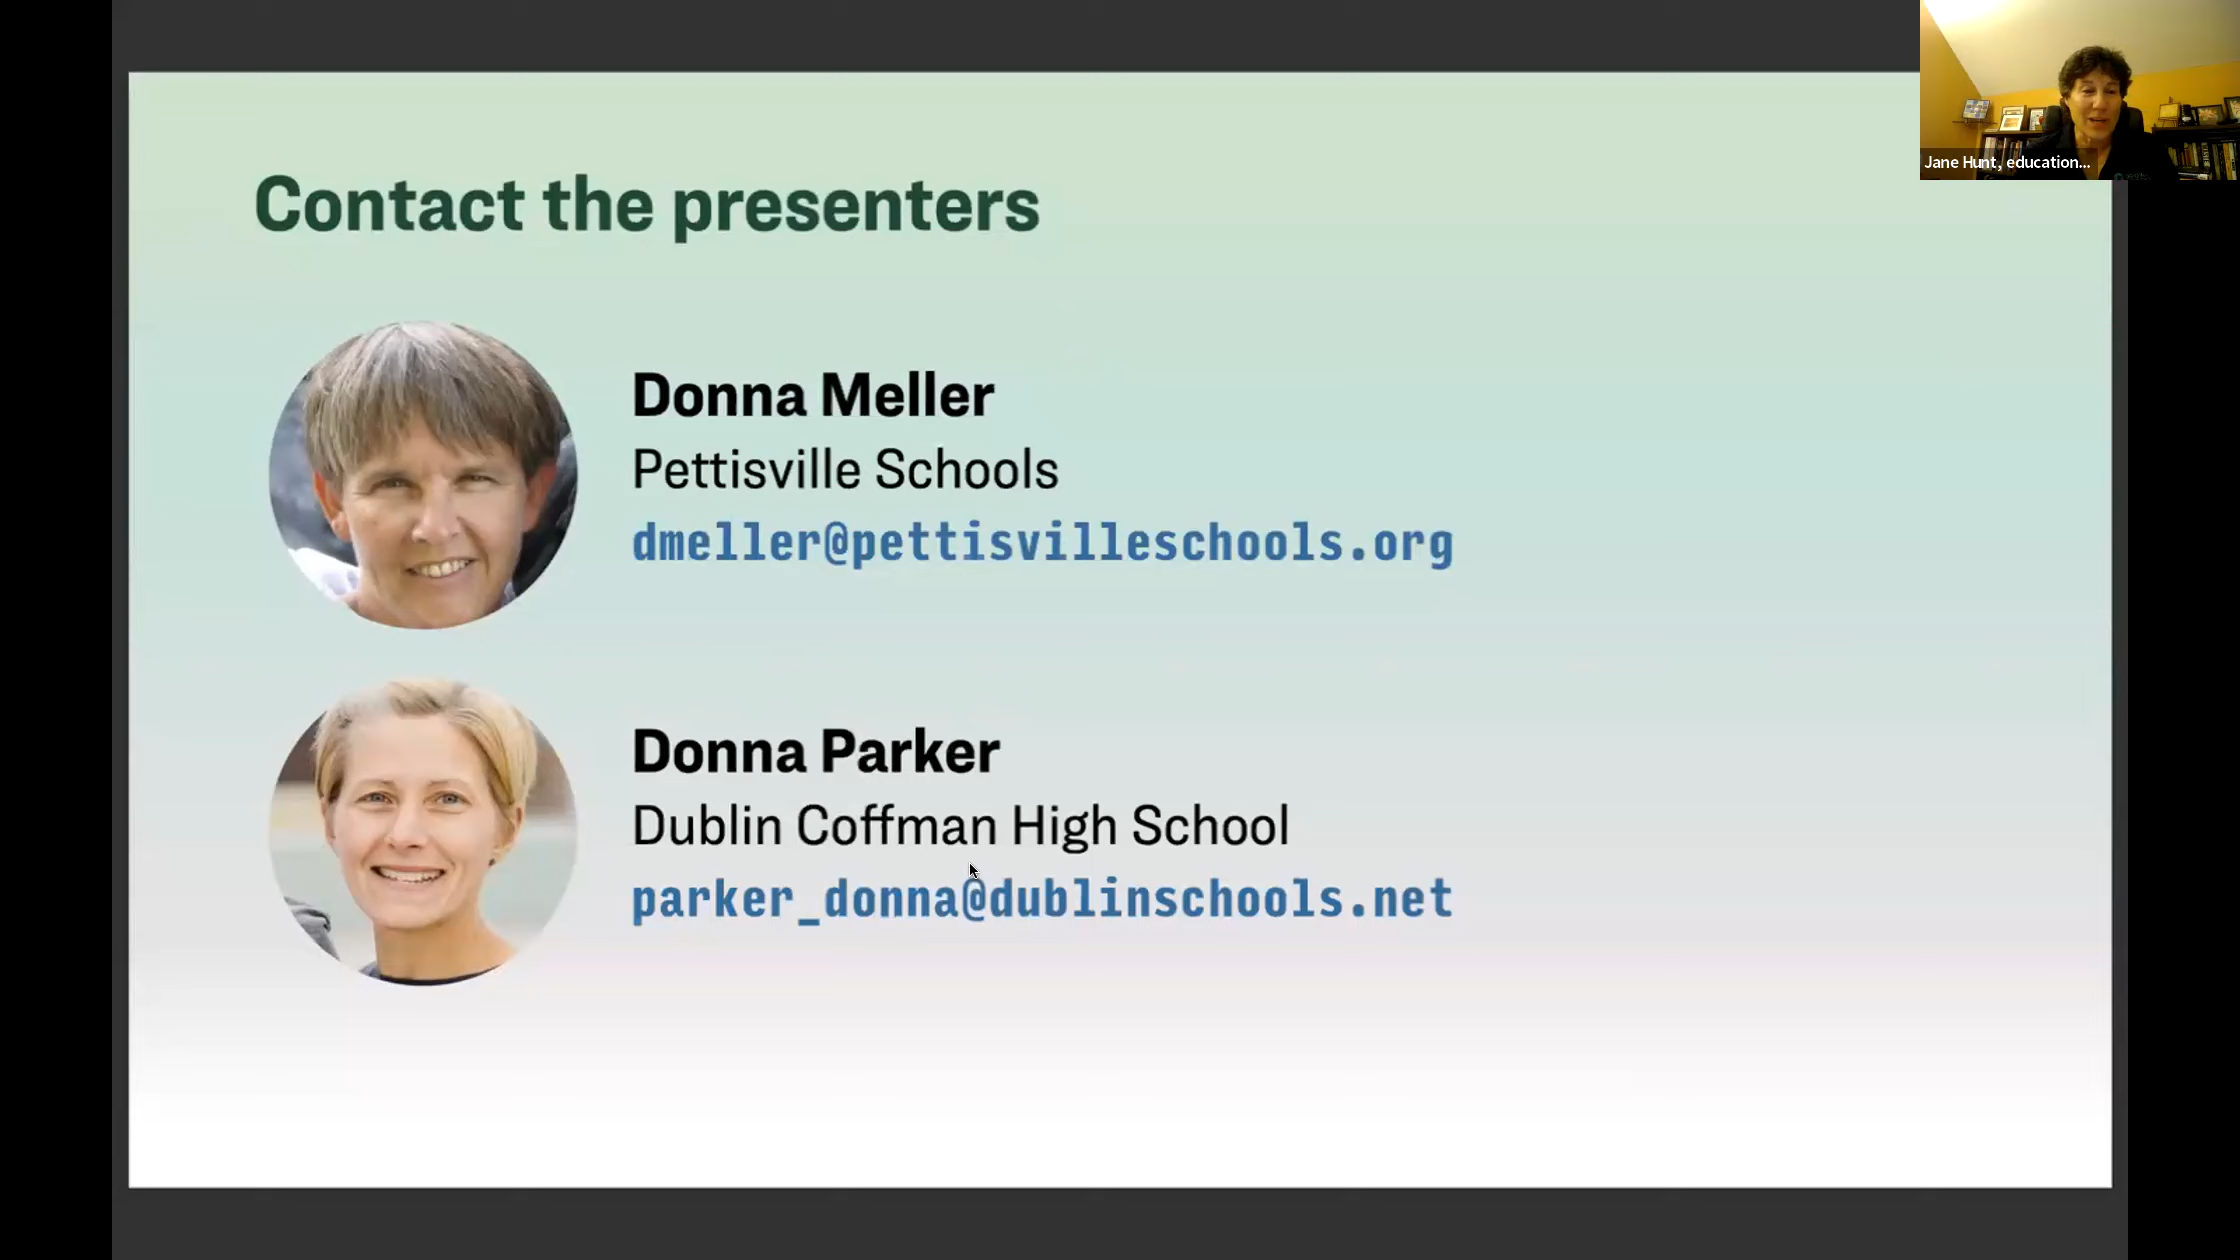 Contact the presenters
Donna Meller
Pettisville Schools
dmeller@pettisvilleschools.org
Donna Parker
Dublin Coffman High School
parker_donna@dublinschools.net
Jane Hunt, education...